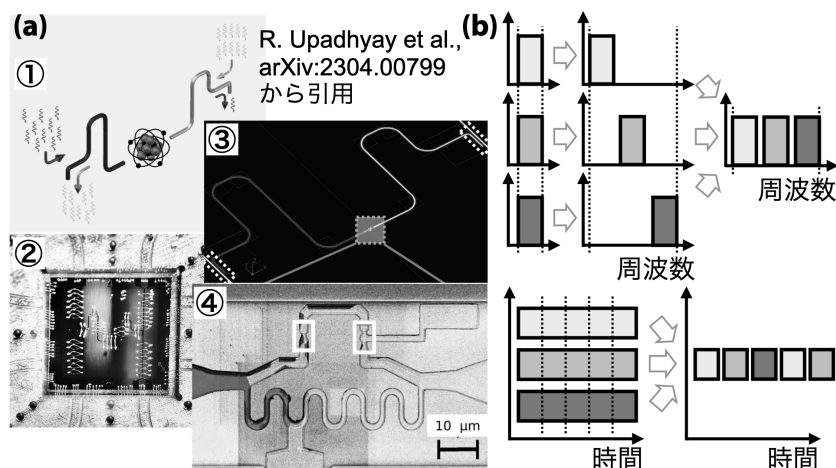 (a)
R. Upadhyay et al.,
arXiv:2304.00799
から引用
①
②
③
④
10 μm
(b)
周波数
周波数
時間
時間